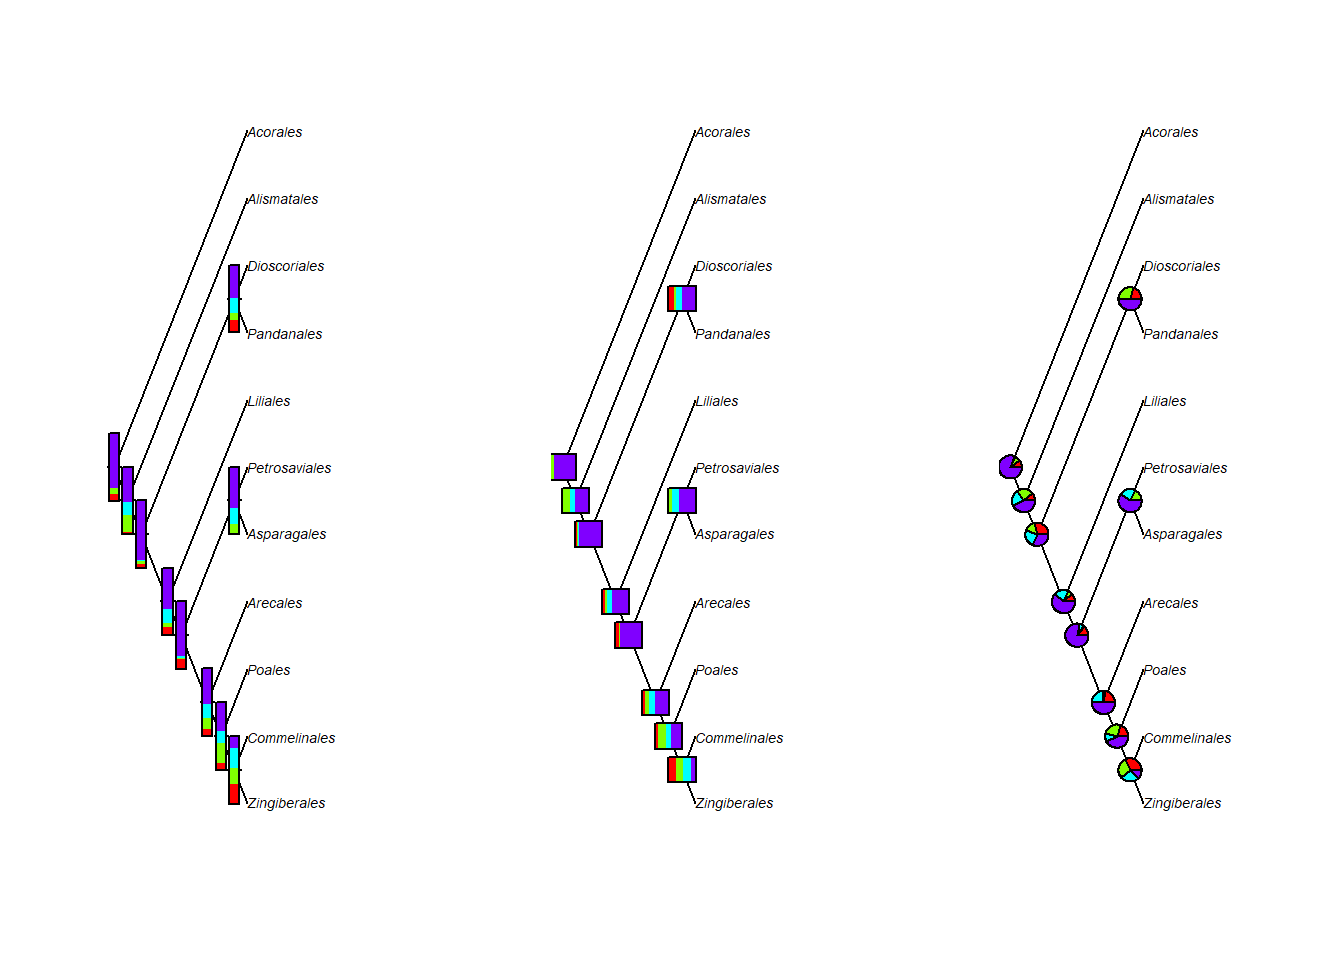 Acorales
Alismatales
Dioscoriales
Pandanales
Liliales
Petrosaviales
Asparagales
Arecales
Poales
Commelinales
Zingiberales
Acorales
Alismatales
Dioscoriales
Pandanales
Liliales
Petrosaviales
Asparagales
Arecales
Poales
Commelinales
Zingiberales
Acorales
Alismatales
Dioscoriales
Pandanales
Liliales
Petrosaviales
Asparagales
Arecales
Poales
Commelinales
Zingiberales